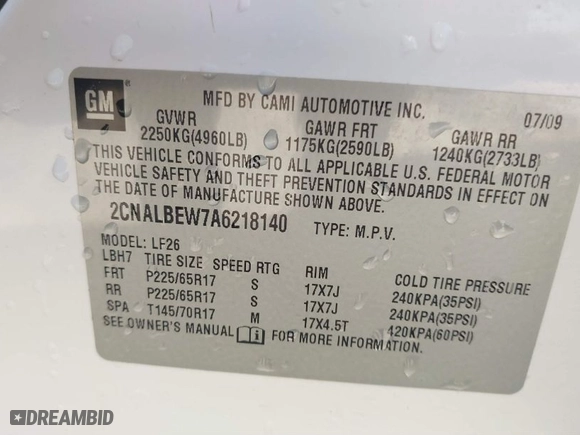 GM
MFD BY CAMI AUTOMOTIVE INC. 07/09
GVWR GAWR FRT GAWR RR
2250KG(4960LB) 1175KG(2590LB) 1240KG(2733LB)
THIS VEHICLE CONFORMS TO ALL APPLICABLE U.S. FEDERAL MOTOR
VEHICLE SAFETY AND THEFT PREVENTION STANDARDS IN EFFECT ON
THE DATE OF MANUFACTURE SHOWN ABOVE.
2CNALBEW7A6218140 TYPE: M.P.V.
MODEL: LF26
LBH7 TIRE SIZE SPEED RTG RIM COLD TIRE PRESSURE
FRT P225/65R17 S 17X7J 240KPA(35PSI)
RR P225/65R17 S 17X7J 240KPA(35PSI)
SPA T145/70R17 M 17X4.5T 420KPA(60PSI)
SEE OWNER'S MANUAL FOR MORE INFORMATION
DREAMBID